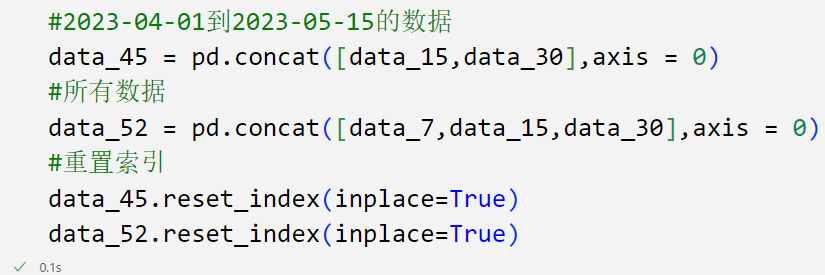 #2023-04-01到2023-05-15的数据
data_45 = pd.concat([data_15,data_30],axis = 0)
#所有数据
data_52 = pd.concat([data_7,data_15,data_30],axis = 0)
#重置索引
data_45.reset_index(inplace=True)
data_52.reset_index(inplace=True)
✓ 0.1s